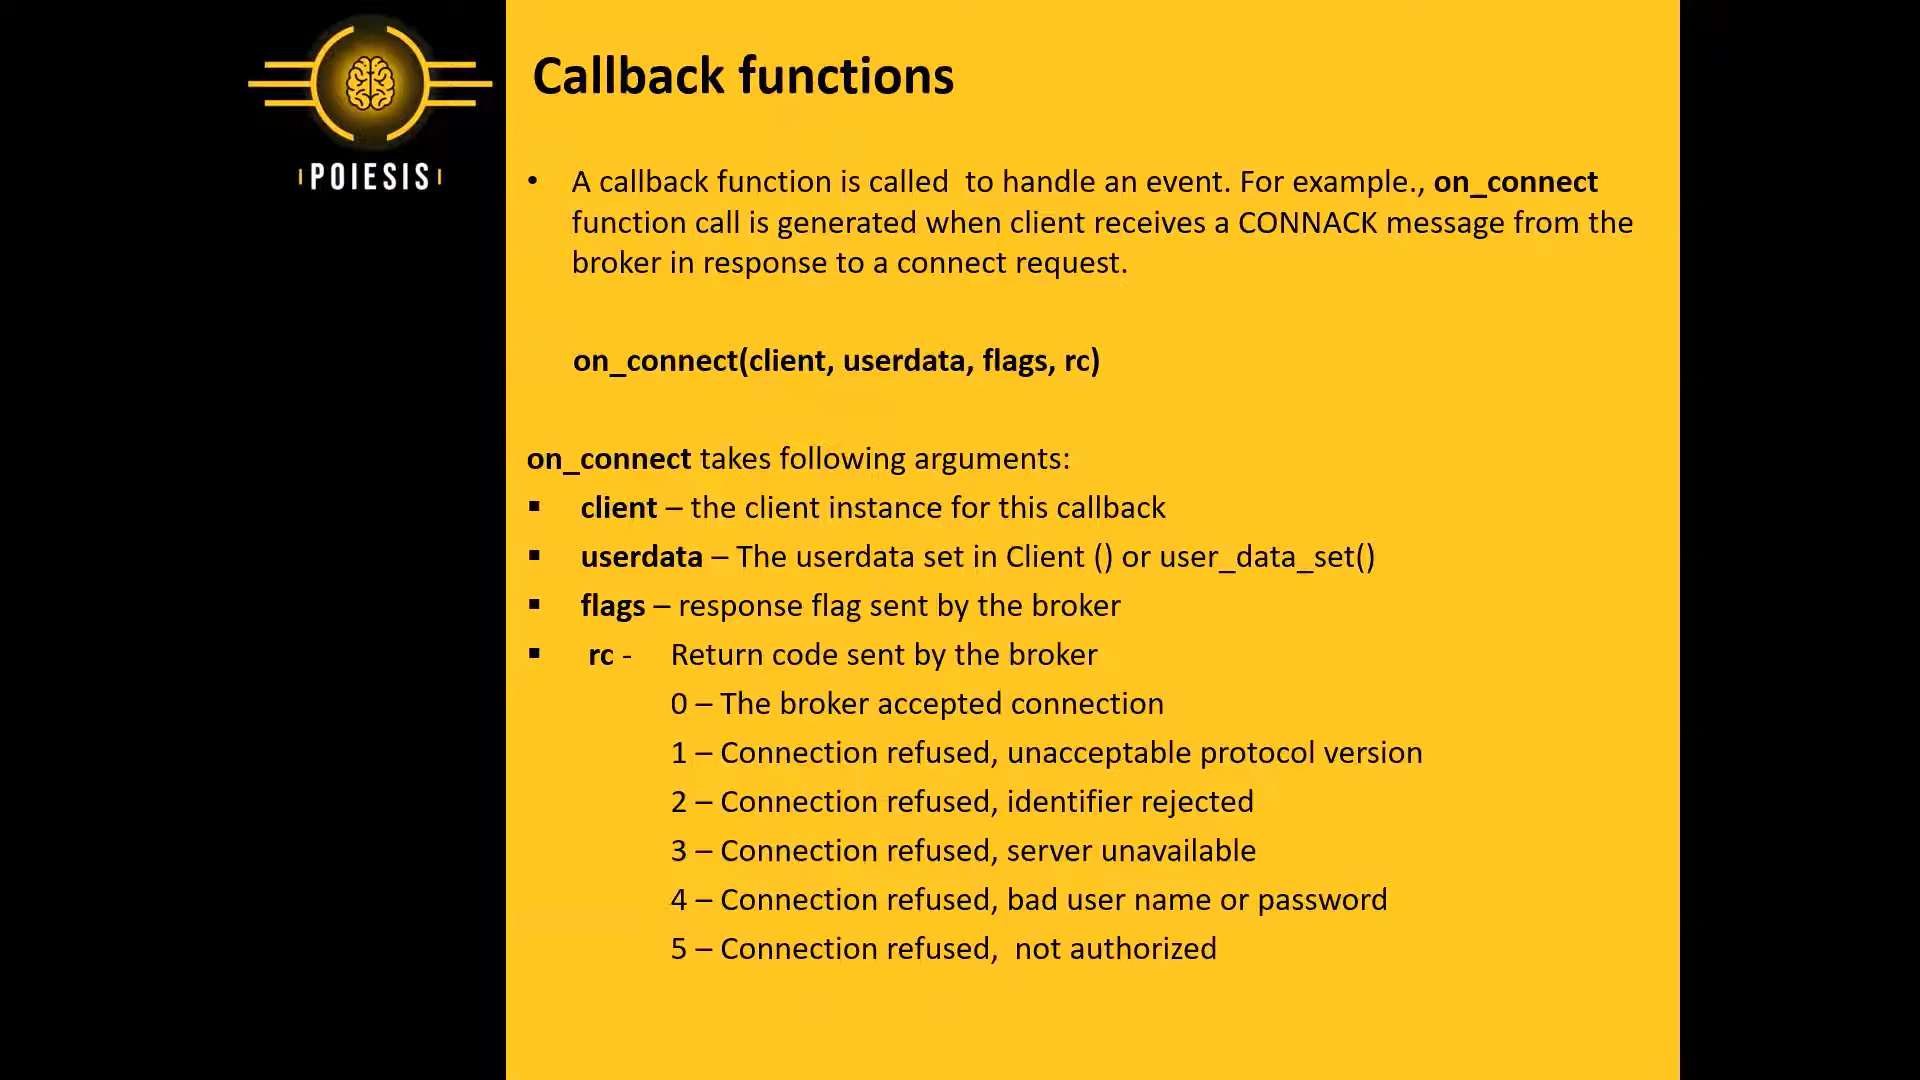 POIESIS
Callback functions
• A callback function is called  to handle an event. For example., on_connect
function call is generated when client receives a CONNACK message from the
broker in response to a connect request.
on_connect(client, userdata, flags, rc)
on_connect takes following arguments:
▪ client – the client instance for this callback
▪ userdata – The userdata set in Client () or user_data_set()
▪ flags – response flag sent by the broker
▪ rc - Return code sent by the broker
0 – The broker accepted connection
1 – Connection refused, unacceptable protocol version
2 – Connection refused, identifier rejected
3 – Connection refused, server unavailable
4 – Connection refused, bad user name or password
5 – Connection refused,  not authorized